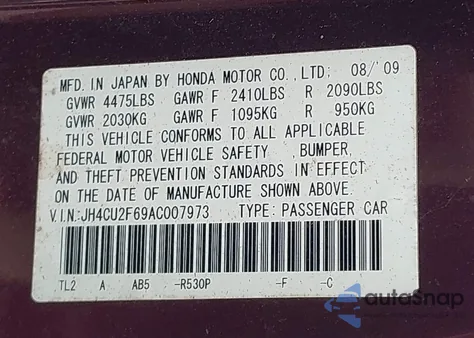 MFD. IN JAPAN BY HONDA MOTOR CO., LTD. 08/'09
GVWR 4475LBS GAWR F 2410LBS R 2090LBS
GVWR 2030KG GAWR F 1095KG R 950KG
THIS VEHICLE CONFORMS TO ALL APPLICABLE
FEDERAL MOTOR VEHICLE SAFETY ,BUMPER,
AND THEFT PREVENTION STANDARDS IN EFFECT
ON THE DATE OF MANUFACTURE SHOWN ABOVE.
V.I.N:JH4CU2F69AC007973 TYPE: PASSENGER CAR
TL2 A AB5 -R530P -F -C
autoSnap